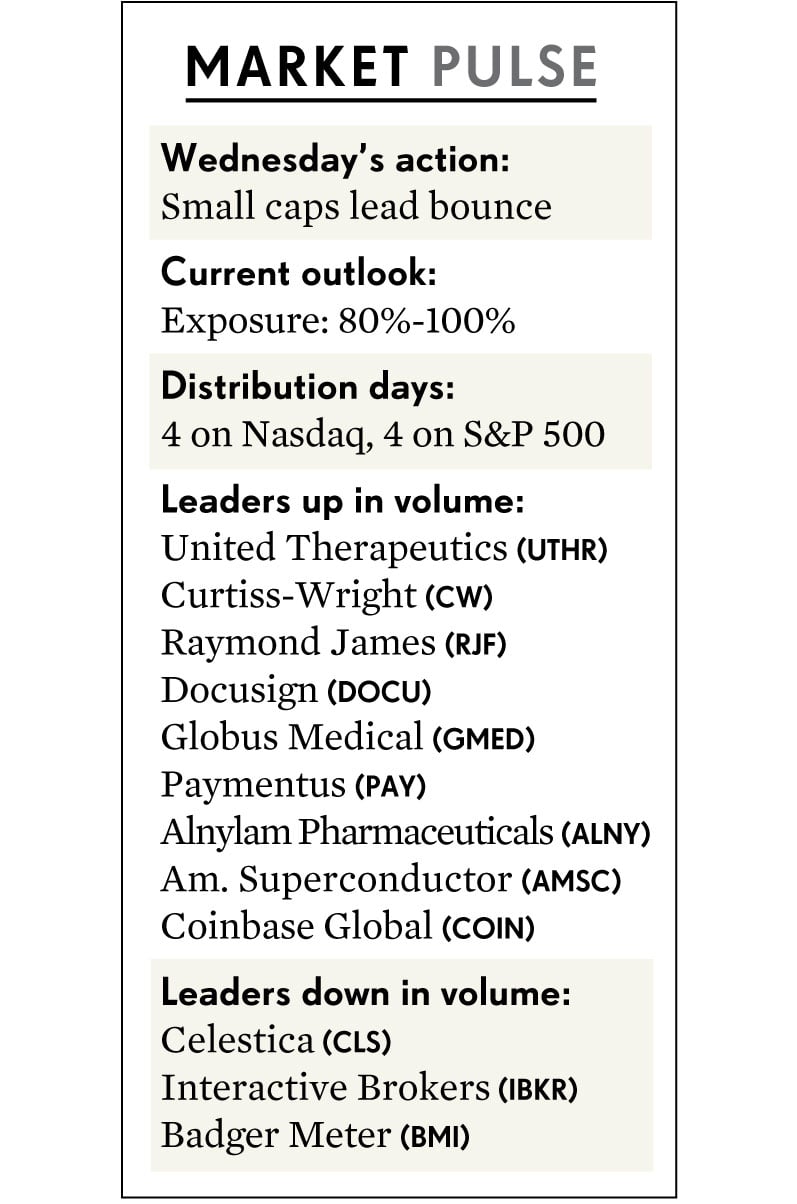 MARKET PULSE
Wednesday’s action:
Small caps lead bounce
Current outlook:
Exposure: 80%-100%
Distribution days:
4 on Nasdaq, 4 on S&P 500
Leaders up in volume:
United Therapeutics (UTHR)
Curtiss-Wright (CW)
Raymond James (RJF)
Docusign (DOCU)
Globus Medical (GMED)
Paymentus (PAY)
Alnylam Pharmaceuticals (ALNY)
Am. Superconductor (AMSC)
Coinbase Global (COIN)
Leaders down in volume:
Celestica (CLS)
Interactive Brokers (IBKR)
Badger Meter (BMI)